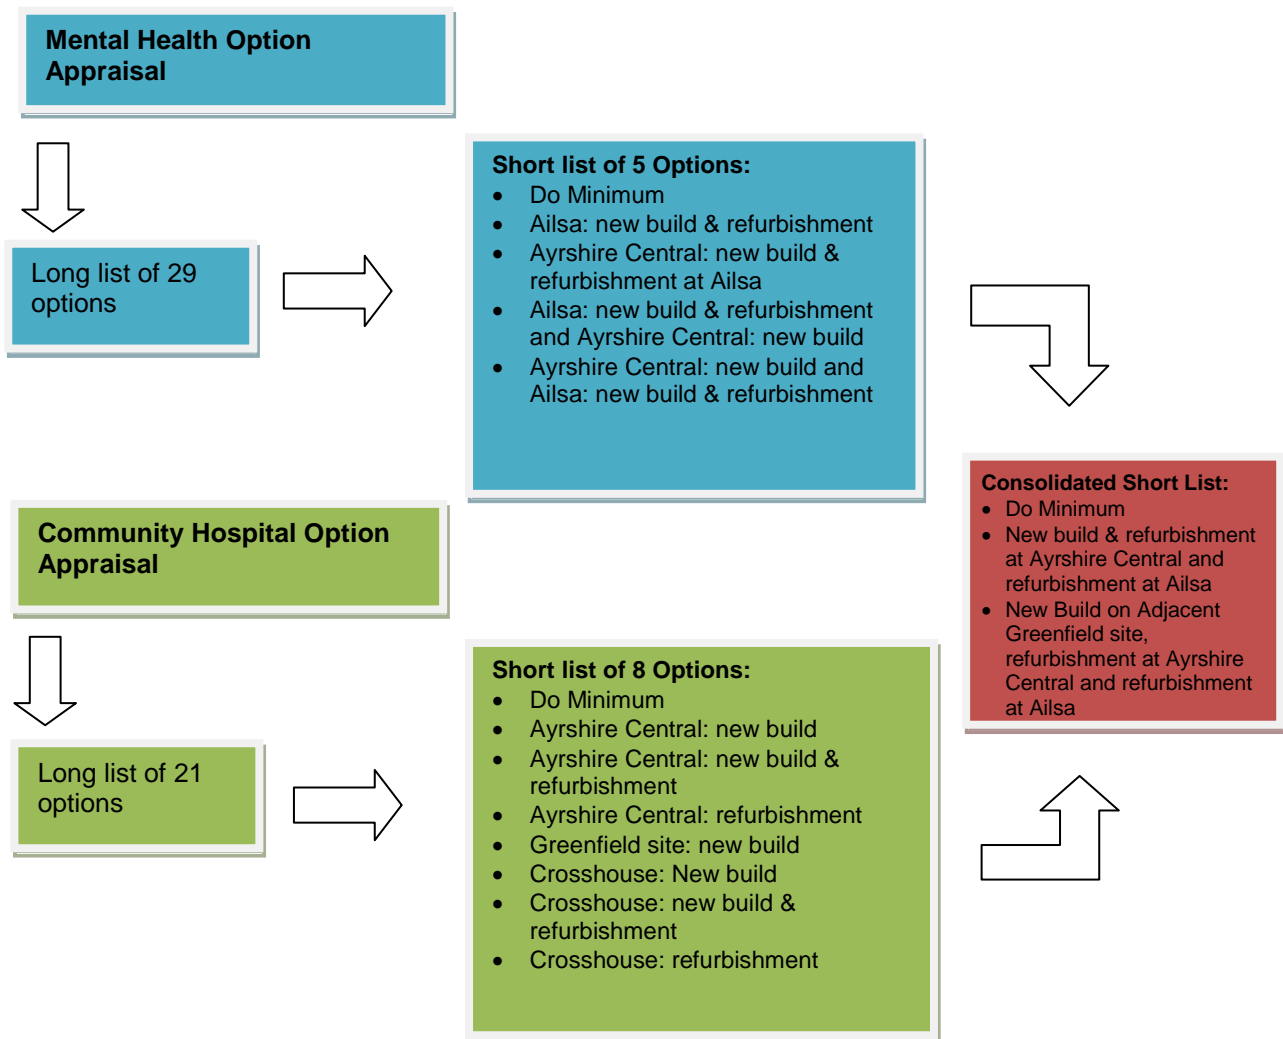 Mental Health Option
Appraisal
Long list of 29
options
Short list of 5 Options:
• Do Minimum
• Ailsa: new build & refurbishment
• Ayrshire Central: new build &
refurbishment at Ailsa
• Ailsa: new build & refurbishment
and Ayrshire Central: new build
• Ayrshire Central: new build and
Ailsa: new build & refurbishment
Community Hospital Option
Appraisal
Long list of 21
options
Short list of 8 Options:
• Do Minimum
• Ayrshire Central: new build
• Ayrshire Central: new build &
refurbishment
• Ayrshire Central: refurbishment
• Greenfield site: new build
• Crosshouse: New build
• Crosshouse: new build &
refurbishment
• Crosshouse: refurbishment
Consolidated Short List:
• Do Minimum
• New build & refurbishment
at Ayrshire Central and
refurbishment at Ailsa
• New Build on Adjacent
Greenfield site,
refurbishment at Ayrshire
Central and refurbishment
at Ailsa